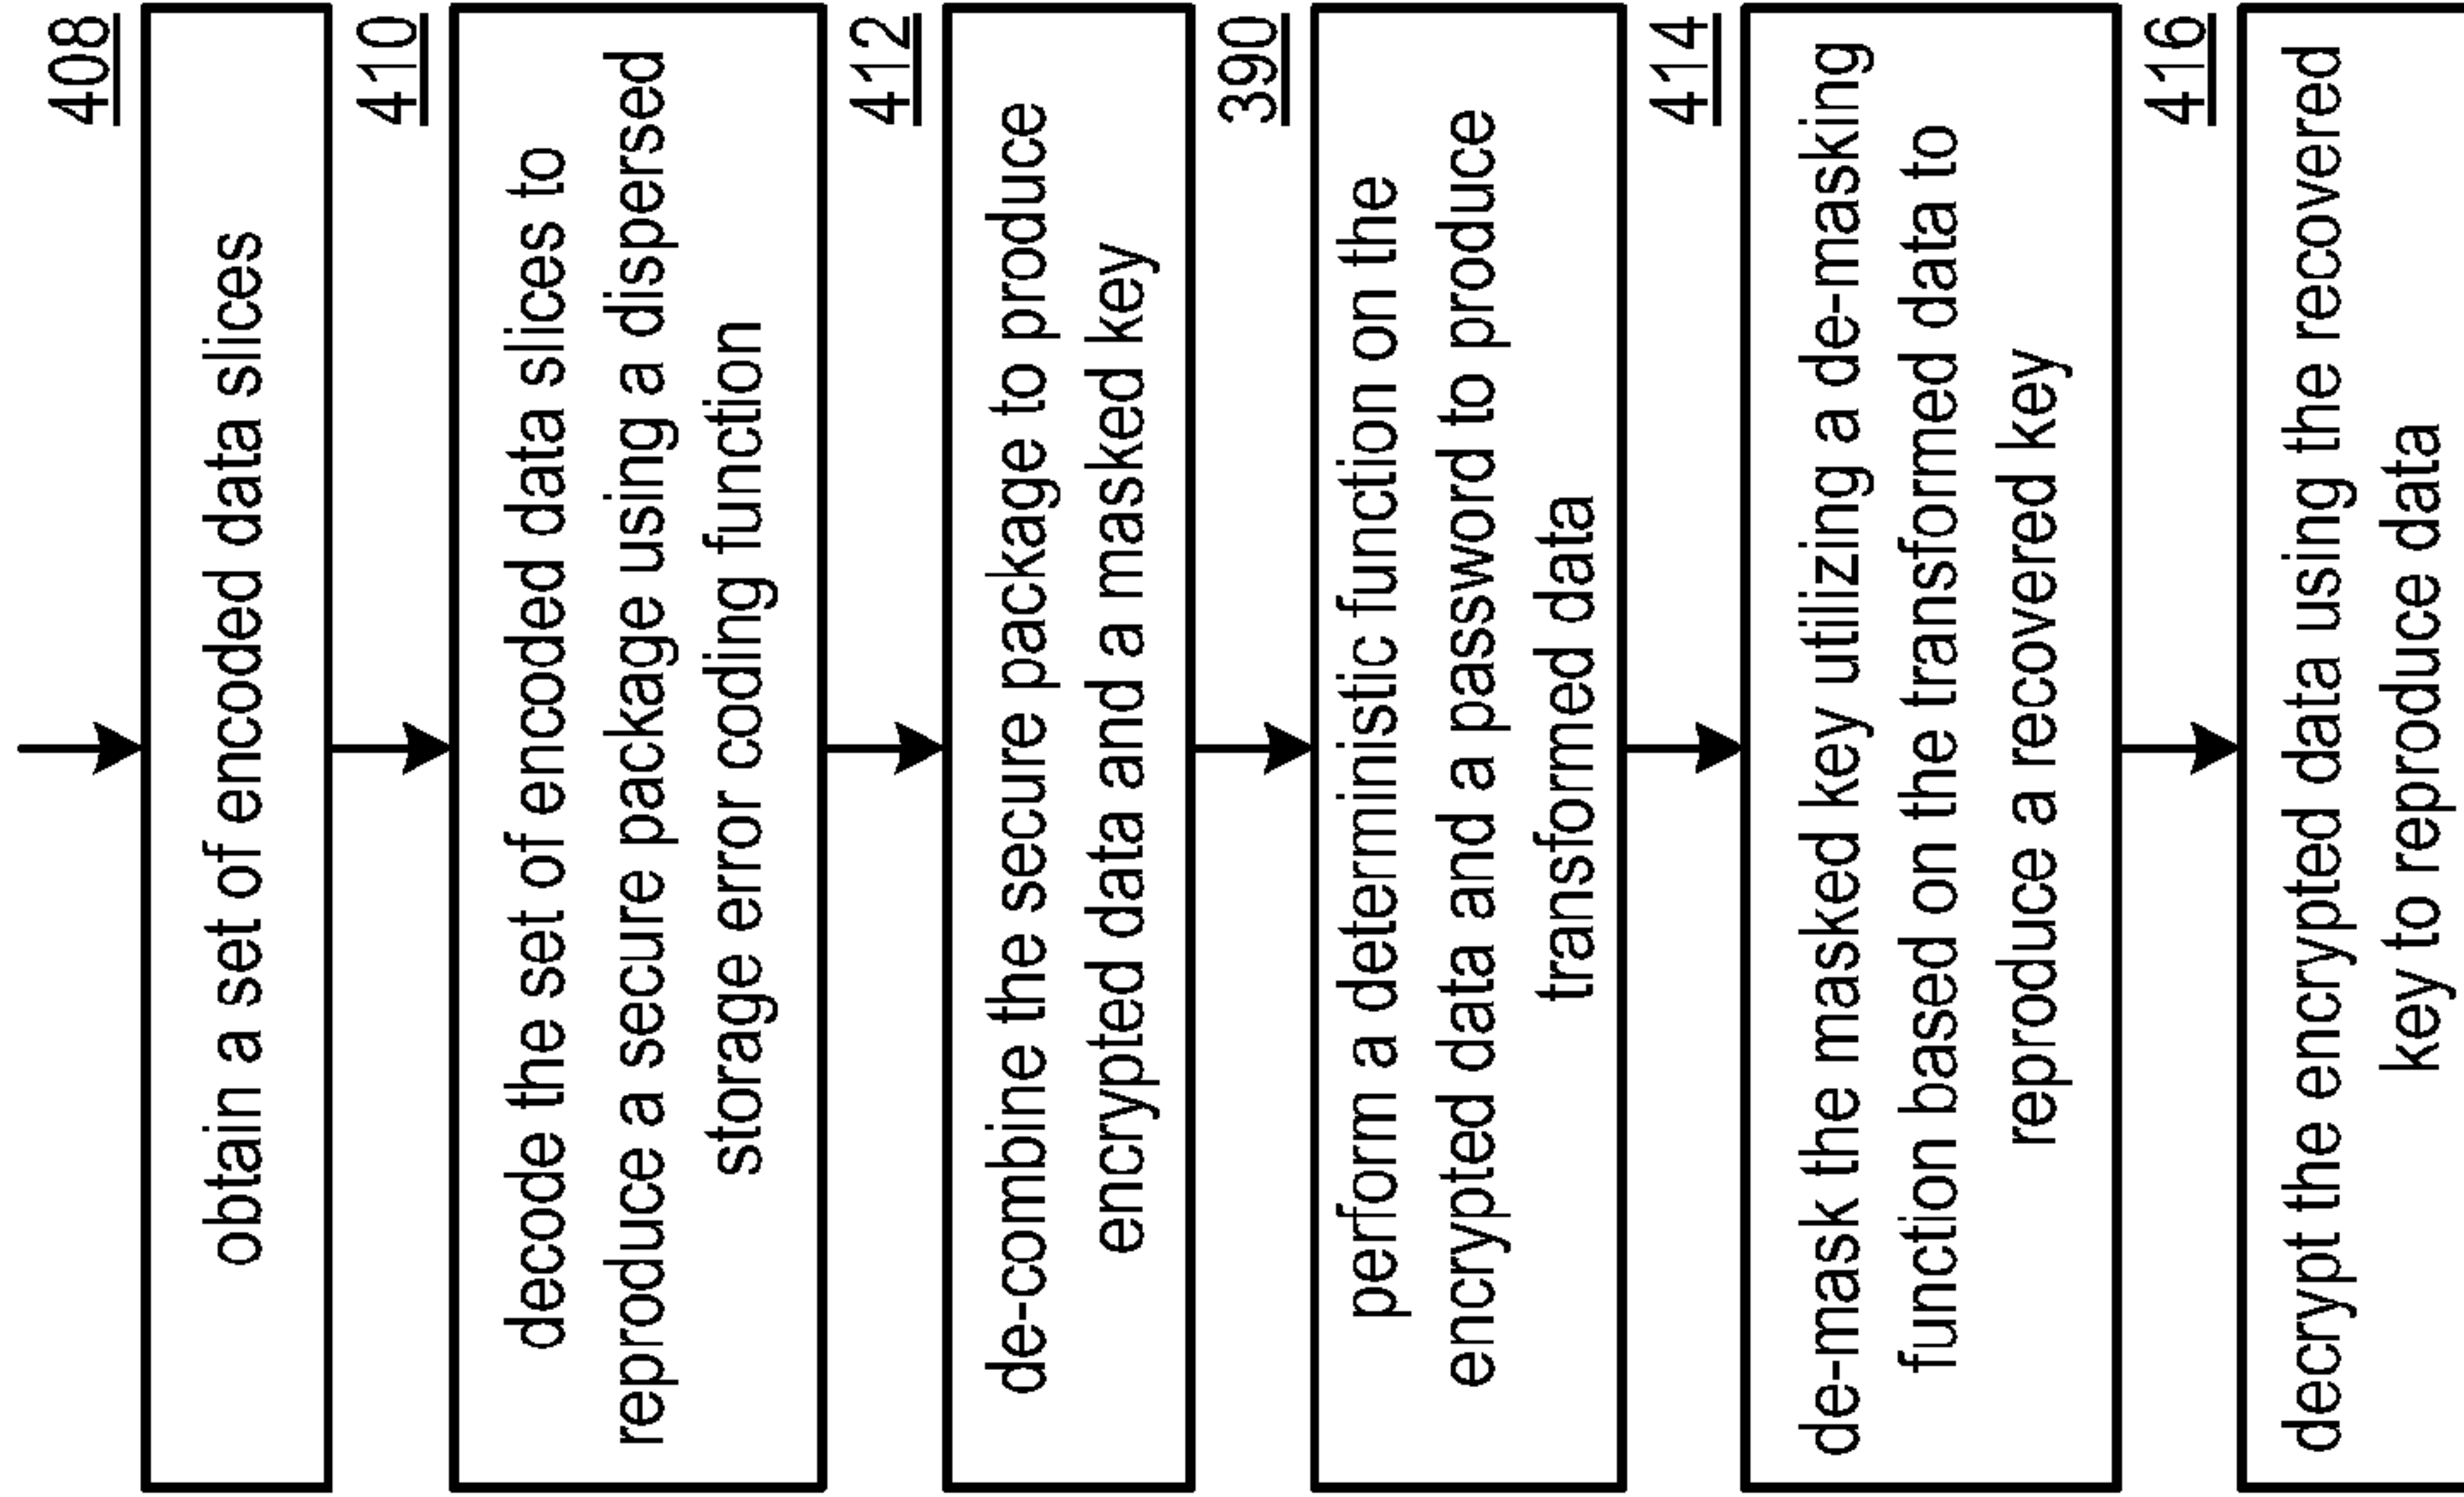 408
obtain a set of encoded data slices
410
decode the set of encoded data slices to
reproduce a secure package using a dispersed
storage error coding function
412
de-combine the secure package to produce
encrypted data and a masked key
390
perform a deterministic function on the
encrypted data and a password to produce
transformed data
414
de-mask the masked key utilizing a de-masking
function based on the transformed data to
reproduce a recovered key
416
decrypt the encrypted data using the recovered
key to reproduce data